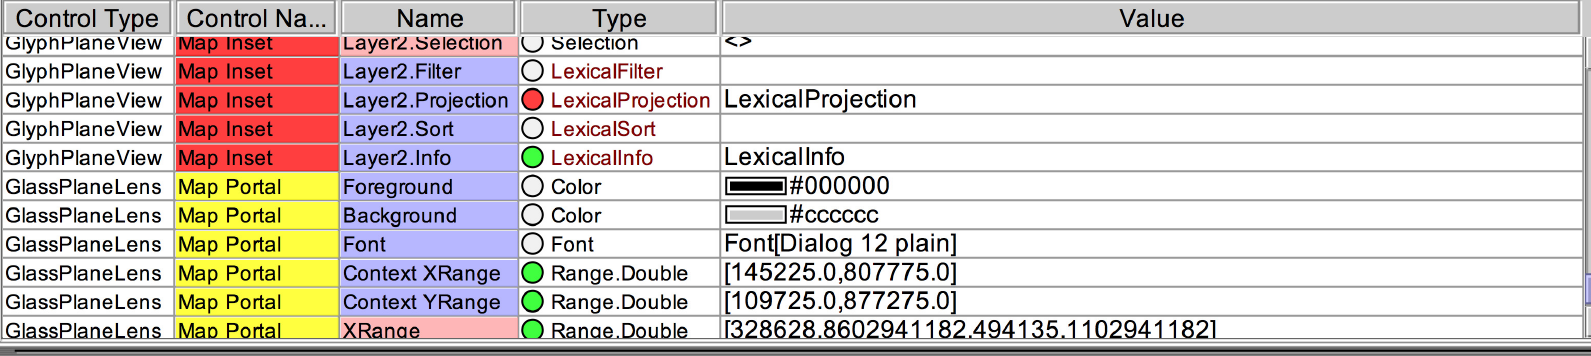 Control Type Control Na... Name Type Value
GlyphPlaneView Map Inset Layer2.Selection Selection <>
GlyphPlaneView Map Inset Layer2.Filter LexicalFilter
GlyphPlaneView Map Inset Layer2.Projection LexicalProjection LexicalProjection
GlyphPlaneView Map Inset Layer2.Sort LexicalSort
GlyphPlaneView Map Inset Layer2.Info LexicalInfo LexicalInfo
GlassPlaneLens Map Portal Foreground Color #000000
GlassPlaneLens Map Portal Background Color #cccccc
GlassPlaneLens Map Portal Font Font Font[Dialog 12 plain]
GlassPlaneLens Map Portal Context XRange Range.Double [145225.0,807775.0]
GlassPlaneLens Map Portal Context YRange Range.Double [109725.0,877275.0]
GlassPlaneLens Map Portal XRange Range.Double [328628.8602941182,494135.1102941182]